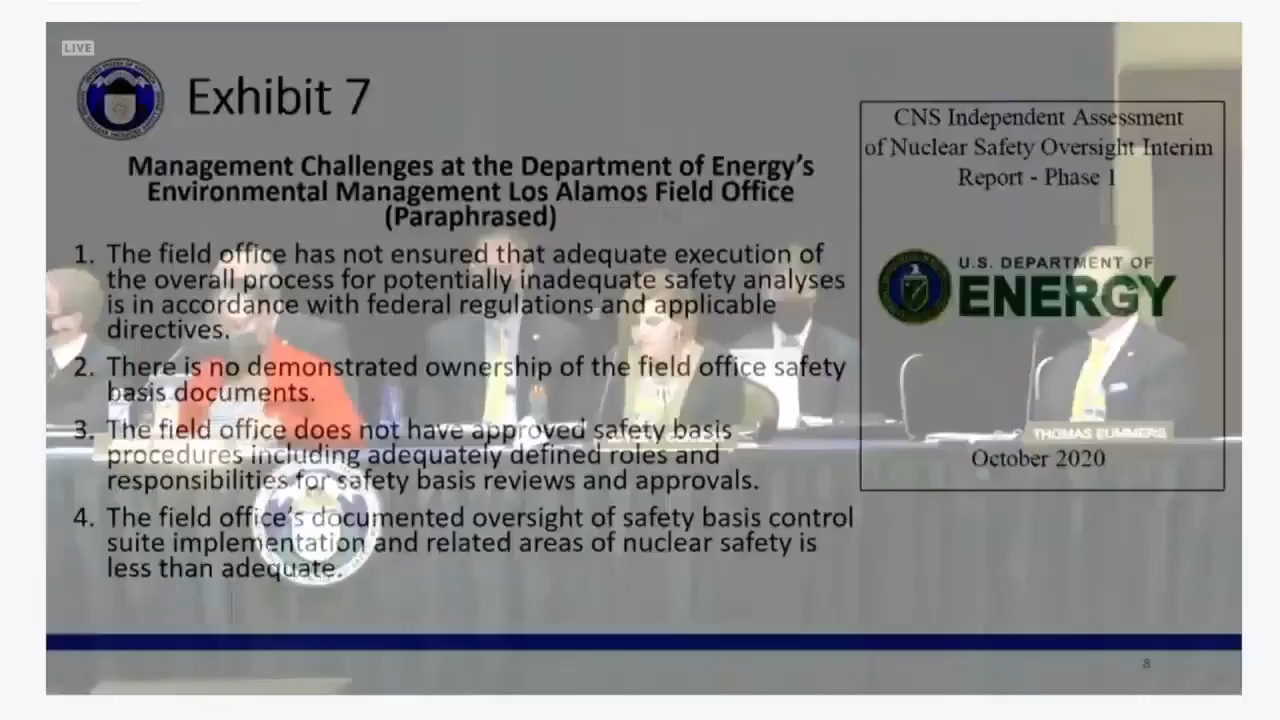 LIVE
Exhibit 7
Management Challenges at the Department of Energy's
Environmental Management Los Alamos Field Office
(Paraphrased)
1. The field office has not ensured that adequate execution of
the overall process for potentially inadequate safety analyses
is in accordance with federal regulations and applicable
directives.
2. There is no demonstrated ownership of the field office safety
basis documents.
3. The field office does not have approved safety basis
procedures including adequately defined roles and
responsibilities for safety basis reviews and approvals.
4. The field office's documented oversight of safety basis control
suite implementation and related areas of nuclear safety is
less than adequate.
CNS Independent Assessment
of Nuclear Safety Oversight Interim
Report - Phase 1
U.S. DEPARTMENT OF
ENERGY
THOMAS SUMMERS
October 2020
8